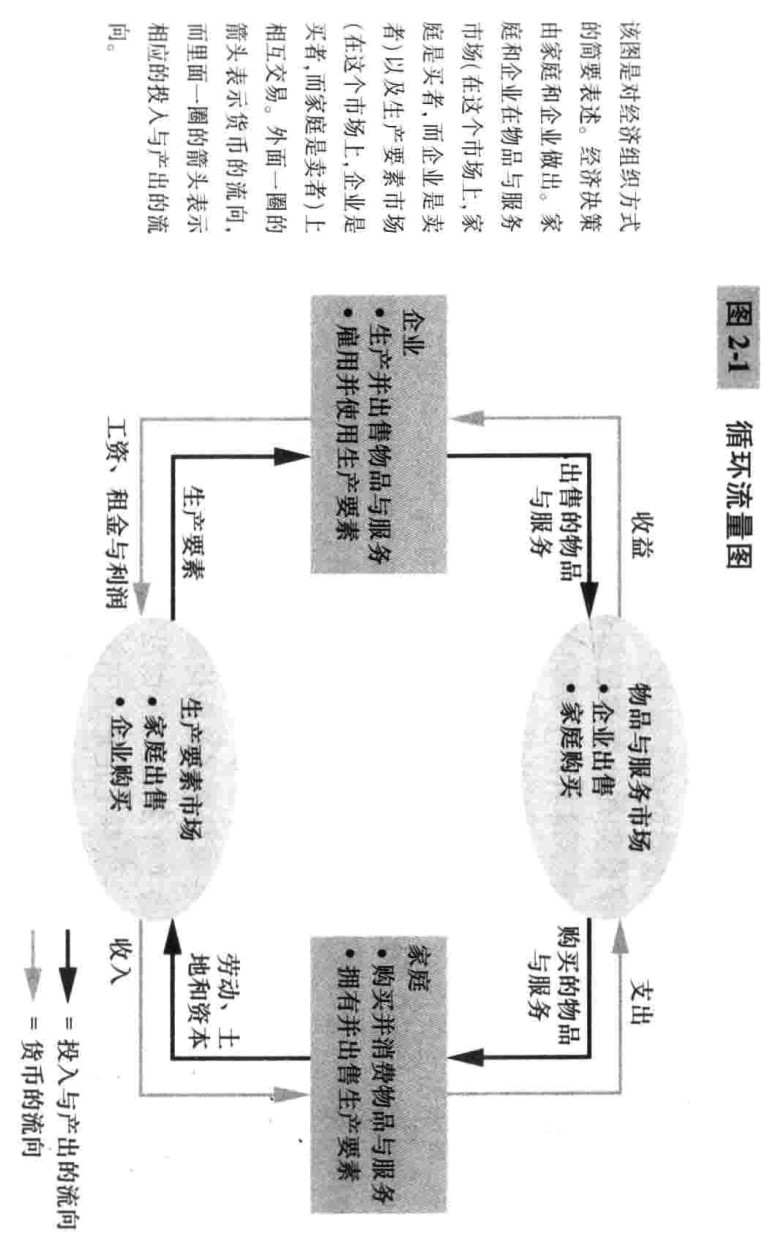 图 2-1 循环流量图
该图是对经济组织方式
的简要表述。经济决策
由家庭和企业做出。家
庭和企业在物品与服务
市场(在这个市场上,家
庭是买者,而企业是卖
者)以及生产要素市场
(在这个市场上,企业是
买者,而家庭是卖者)上
相互交易。外面一圈的
箭头表示货币的流向,
而里面一圈的箭头表示
相应的投入与产出的流
向。
收益
物品与服务市场
• 企业出售
• 家庭购买
支出
出售的物品
与服务
购买的物品
与服务
企业
• 生产并出售物品与服务
• 雇用并使用生产要素
家庭
• 购买并消费物品与服务
• 拥有并出售生产要素
生产要素
生产要素市场
• 家庭出售
• 企业购买
劳动、土
地和资本
工资、租金与利润
收入
= 投入与产出的流向
= 货币的流向